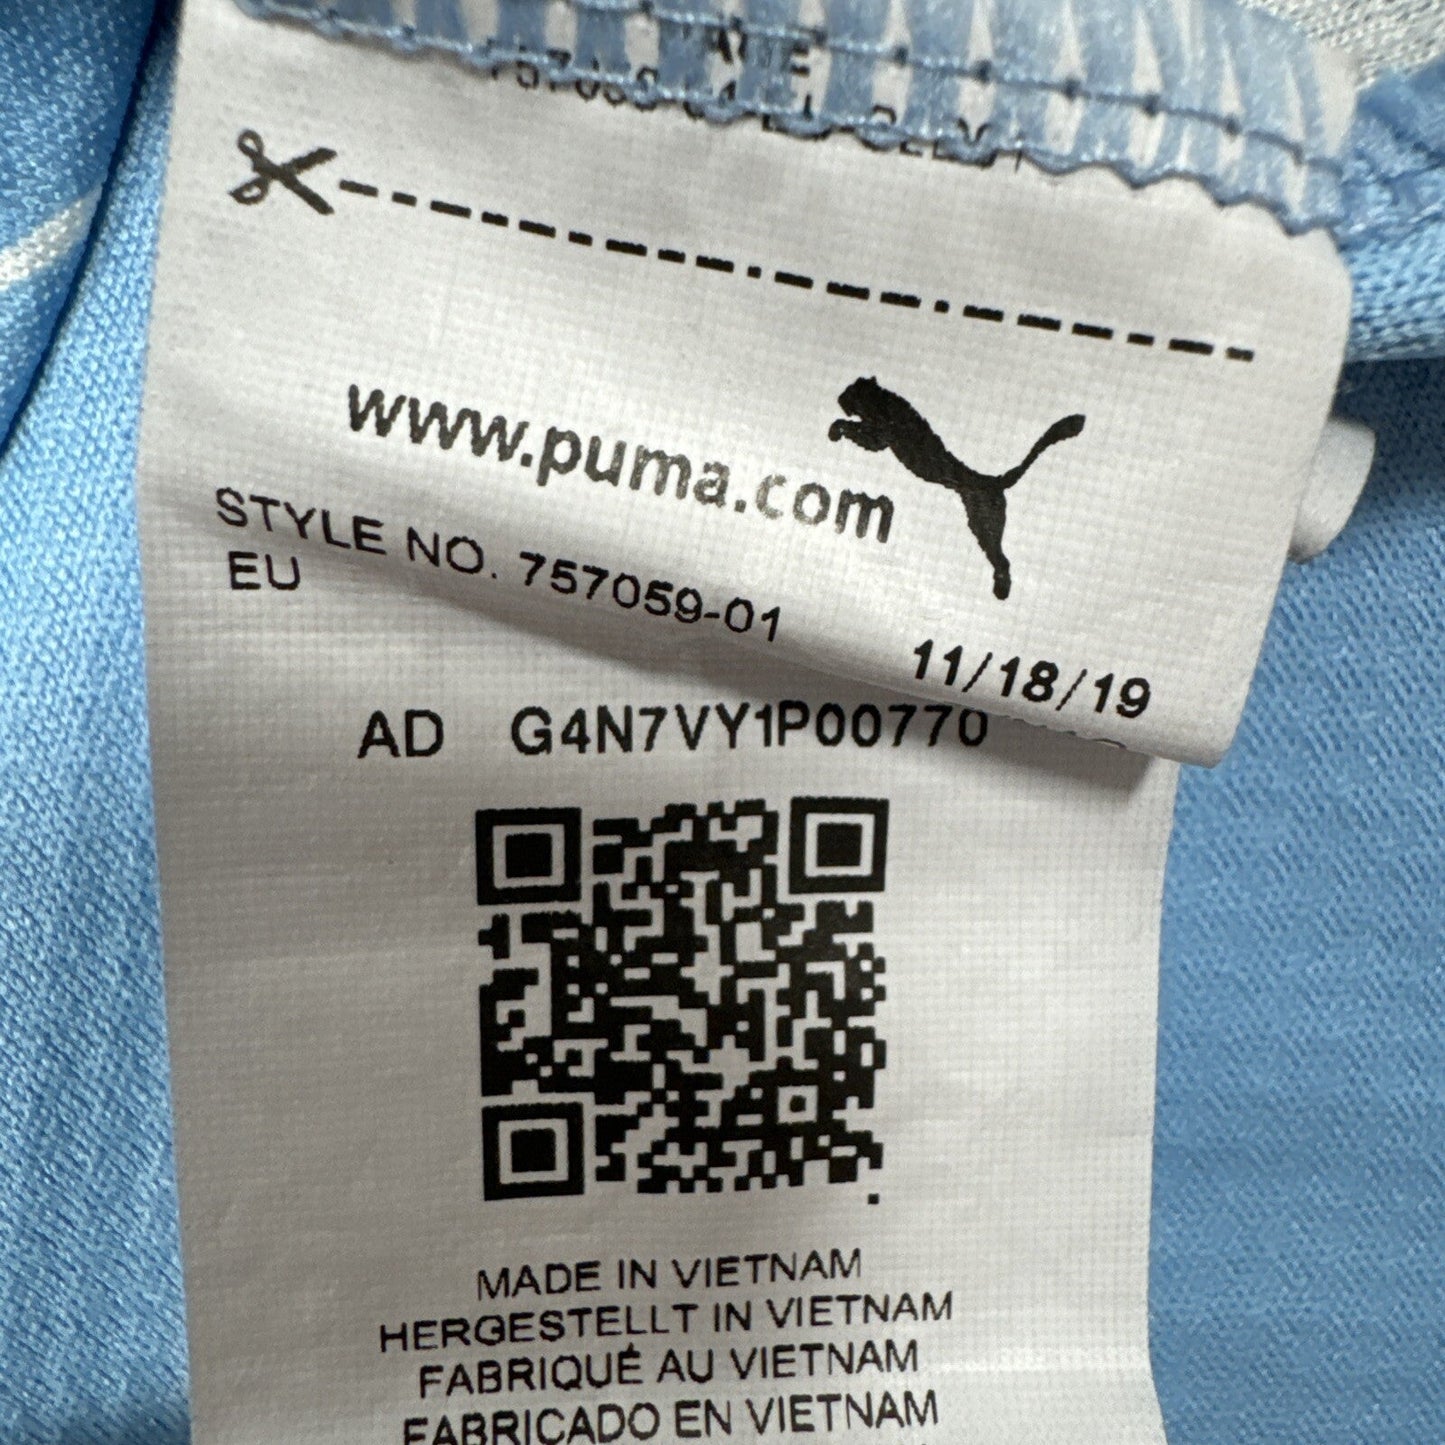 www.puma.com
STYLE NO. 757059-01
EU
11/18/19
AD G4N7VY1P00770
MADE IN VIETNAM
HERGESTELLT IN VIETNAM
FABRIQUÉ AU VIETNAM
FABRICADO EN VIETNAM